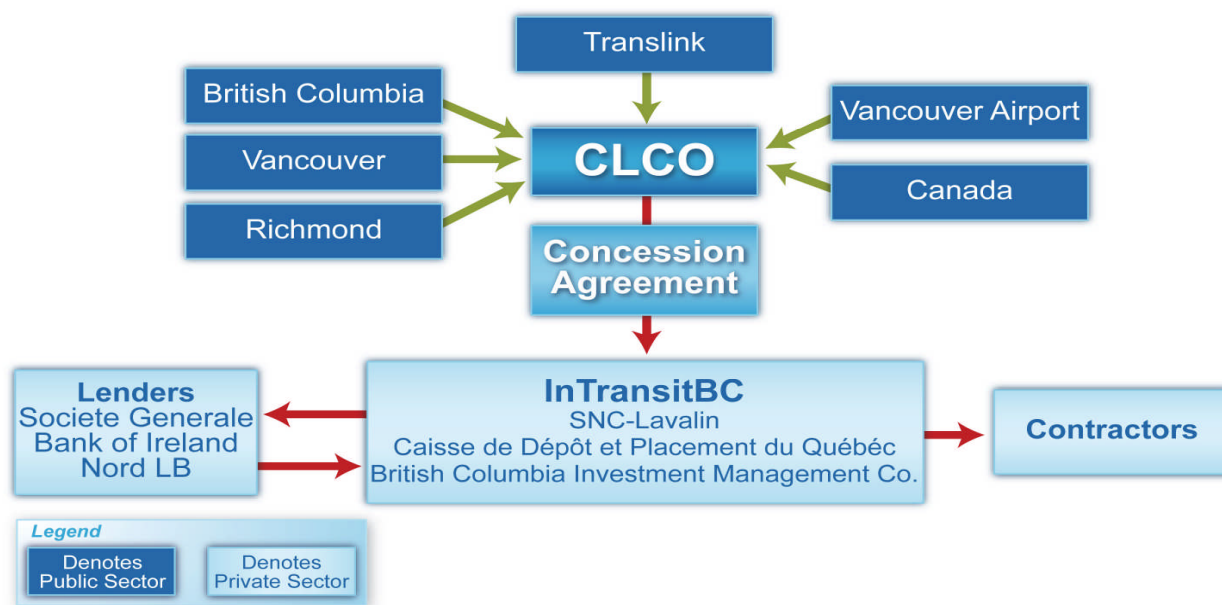 Translink
British Columbia
Vancouver Airport
Vancouver
CLCO
Canada
Richmond
Concession
Agreement
Lenders
Societe Generale
Bank of Ireland
Nord LB
InTransitBC
SNC-Lavalin
Caisse de Dépôt et Placement du Québéc
British Columbia Investment Management Co.
Contractors
Legend
Denotes
Public Sector
Denotes
Private Sector